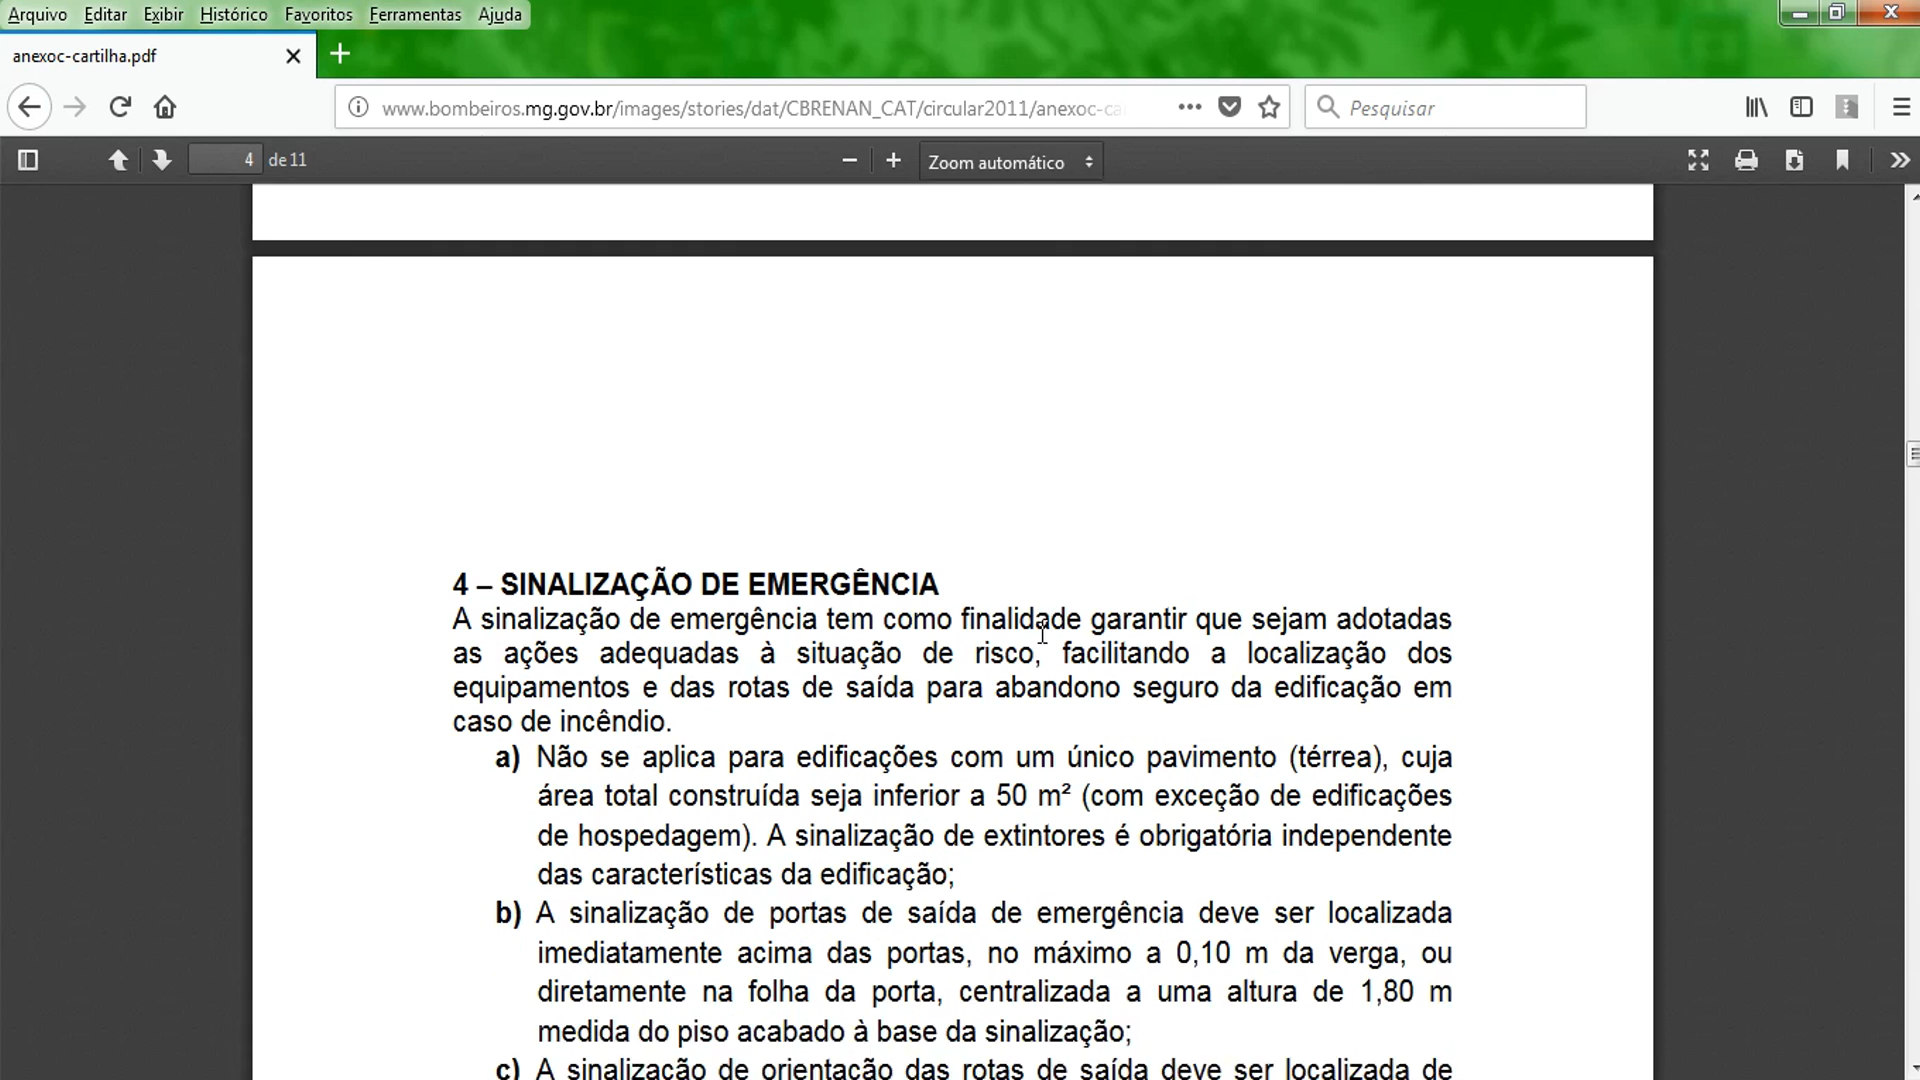 Arquivo Editar Exibir Histórico Favoritos Ferramentas Ajuda
anexoc-cartilha.pdf
www.bombeiros.mg.gov.br/images/stories/dat/CBRENAN_CAT/circular2011/anexoc-ca
Pesquisar
4 de 11
Zoom automático
4 – SINALIZAÇÃO DE EMERGÊNCIA
A sinalização de emergência tem como finalidade garantir que sejam adotadas
as ações adequadas à situação de risco, facilitando a localização dos
equipamentos e das rotas de saída para abandono seguro da edificação em
caso de incêndio.
a) Não se aplica para edificações com um único pavimento (térrea), cuja
área total construída seja inferior a 50 m² (com exceção de edificações
de hospedagem). A sinalização de extintores é obrigatória independente
das características da edificação;
b) A sinalização de portas de saída de emergência deve ser localizada
imediatamente acima das portas, no máximo a 0,10 m da verga, ou
diretamente na folha da porta, centralizada a uma altura de 1,80 m
medida do piso acabado à base da sinalização;
c) A sinalização de orientação das rotas de saída deve ser localizada de